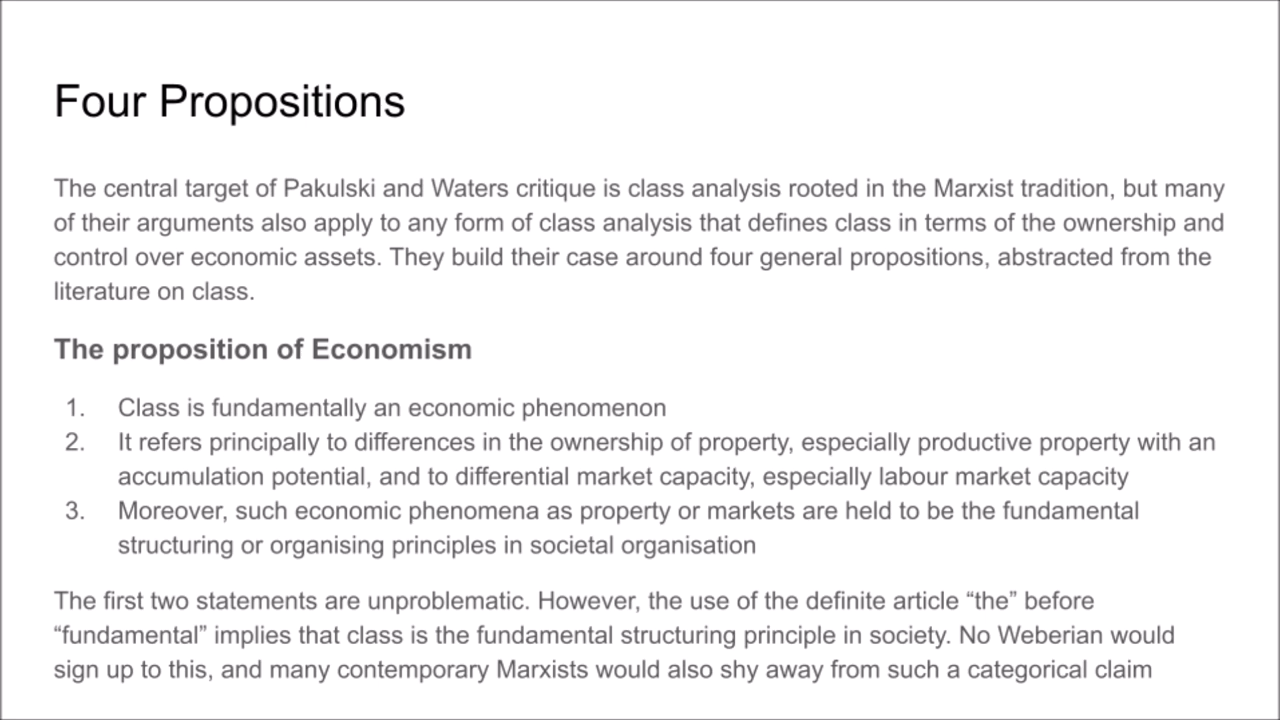 Four Propositions
The central target of Pakulski and Waters critique is class analysis rooted in the Marxist tradition, but many
of their arguments also apply to any form of class analysis that defines class in terms of the ownership and
control over economic assets. They build their case around four general propositions, abstracted from the
literature on class.
The proposition of Economism
1. Class is fundamentally an economic phenomenon
2. It refers principally to differences in the ownership of property, especially productive property with an
accumulation potential, and to differential market capacity, especially labour market capacity
3. Moreover, such economic phenomena as property or markets are held to be the fundamental
structuring or organising principles in societal organisation
The first two statements are unproblematic. However, the use of the definite article “the” before
“fundamental” implies that class is the fundamental structuring principle in society. No Weberian would
sign up to this, and many contemporary Marxists would also shy away from such a categorical claim